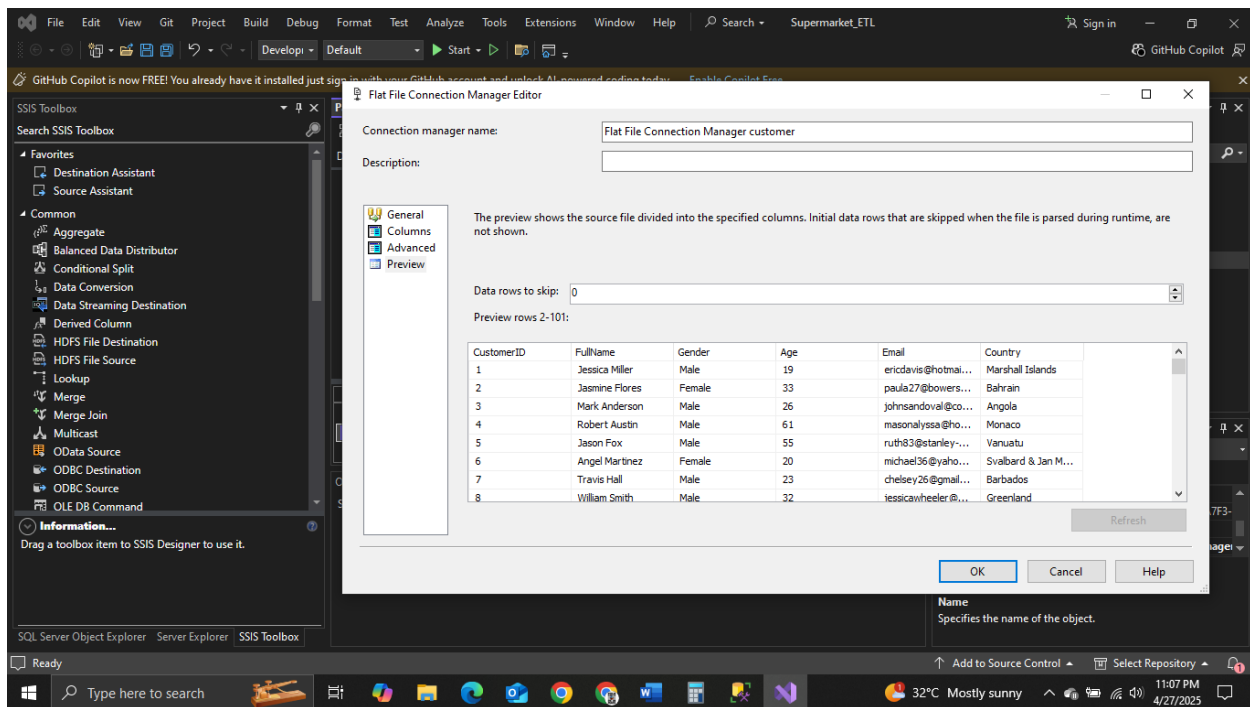 File Edit View Git Project Build Debug Format Test Analyze Tools Extensions Window Help Search Supermarket_ETL Sign in
Developi Default Start GitHub Copilot
GitHub Copilot is now FREE! You already have it installed just sign in with your GitHub account and unlock AI-powered coding today. Enable Copilot Free
SSIS Toolbox
Search SSIS Toolbox
Favorites
Destination Assistant
Source Assistant
Common
Aggregate
Balanced Data Distributor
Conditional Split
Data Conversion
Data Streaming Destination
Derived Column
HDFS File Destination
HDFS File Source
Lookup
Merge
Merge Join
Multicast
OData Source
ODBC Destination
ODBC Source
OLE DB Command
Information...
Drag a toolbox item to SSIS Designer to use it.
SQL Server Object Explorer Server Explorer SSIS Toolbox
Flat File Connection Manager Editor
Connection manager name: Flat File Connection Manager customer
Description:
General
Columns
Advanced
Preview
The preview shows the source file divided into the specified columns. Initial data rows that are skipped when the file is parsed during runtime, are
not shown.
Data rows to skip: 0
Preview rows 2-101:
CustomerID FullName Gender Age Email Country
1 Jessica Miller Male 19 ericdavis@hotmai... Marshall Islands
2 Jasmine Flores Female 33 paula27@bowers... Bahrain
3 Mark Anderson Male 26 johnsandoval@co... Angola
4 Robert Austin Male 61 masonalyssa@ho... Monaco
5 Jason Fox Male 55 ruth83@stanley-... Vanuatu
6 Angel Martinez Female 20 michael36@yaho... Svalbard & Jan M...
7 Travis Hall Male 23 chelsey26@gmail... Barbados
8 William Smith Male 32 jessicawheeler@... Greenland
Refresh
OK Cancel Help
7F3-
Name
Specifies the name of the object.
Ready Add to Source Control Select Repository 1
Type here to search 32°C Mostly sunny 11:07 PM
4/27/2025